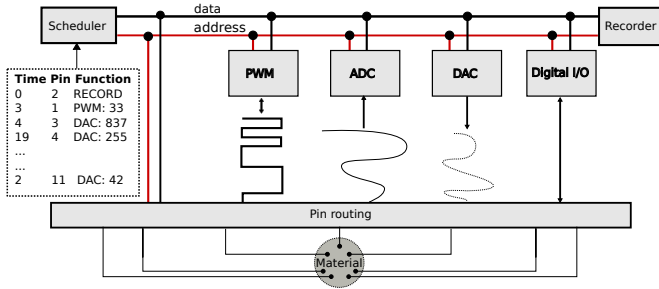 Scheduler
data
address
Recorder
PWM
ADC
DAC
Digital I/O
Time Pin Function
0 2 RECORD
3 1 PWM: 33
4 3 DAC: 837
19 4 DAC: 255
...
...
2 11 DAC: 42
Pin routing
Material